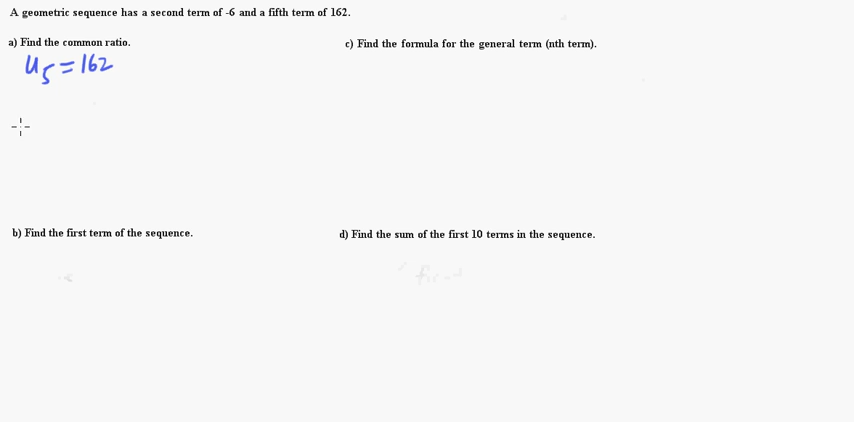 A geometric sequence has a second term of -6 and a fifth term of 162.
a) Find the common ratio.
u₅ = 162
c) Find the formula for the general term (nth term).
b) Find the first term of the sequence.
d) Find the sum of the first 10 terms in the sequence.